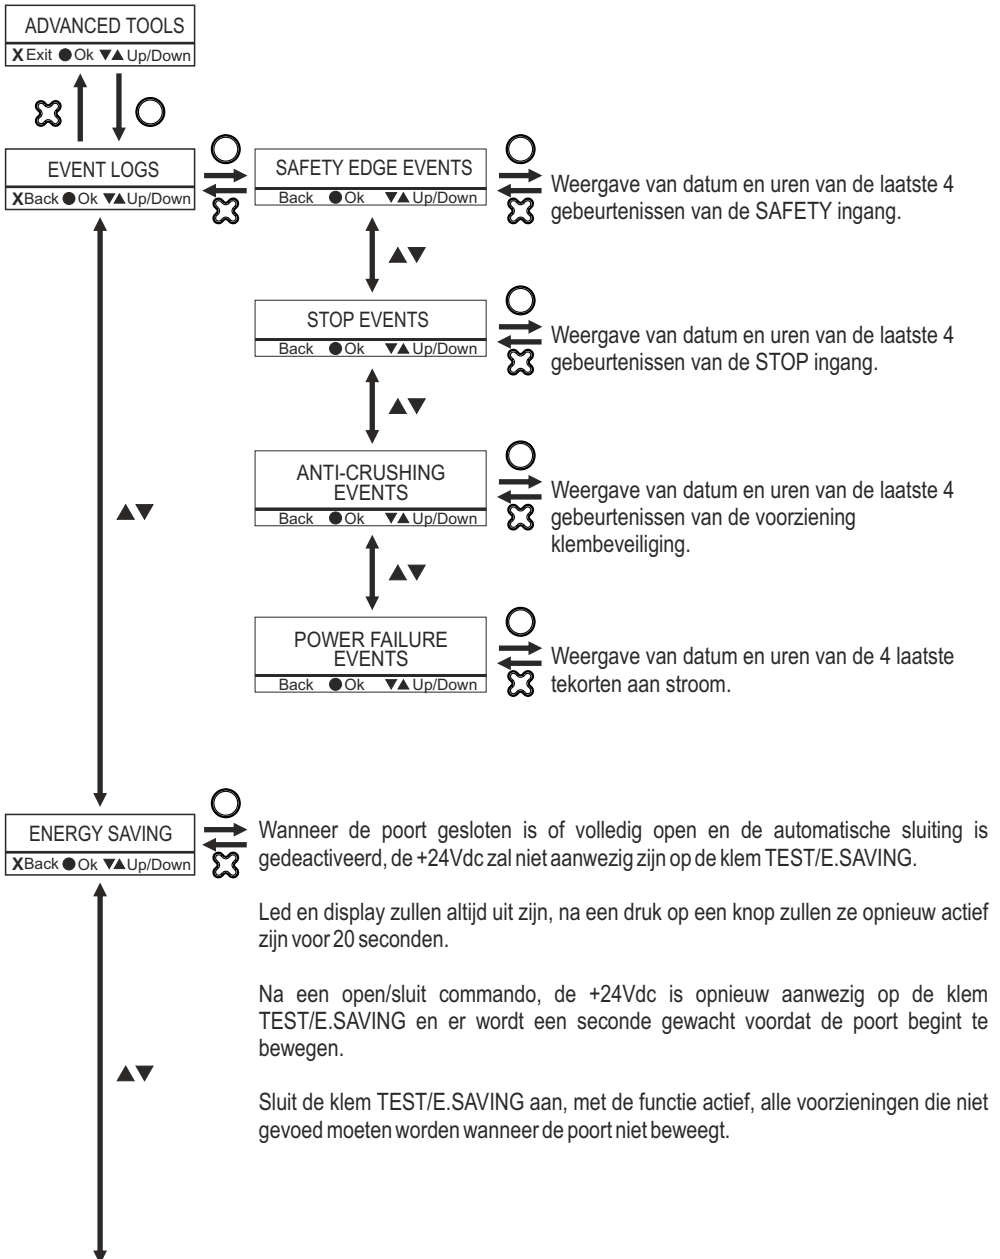 ADVANCED TOOLS
X Exit ●Ok ▼▲ Up/Down
EVENT LOGS
XBack ●Ok ▼▲Up/Down
SAFETY EDGE EVENTS
Back ●Ok ▼▲Up/Down
Weergave van datum en uren van de laatste 4
gebeurtenissen van de SAFETY ingang.
▲▼
STOP EVENTS
Back ●Ok ▼▲Up/Down
Weergave van datum en uren van de laatste 4
gebeurtenissen van de STOP ingang.
▲▼
ANTI-CRUSHING
EVENTS
Back ●Ok ▼▲Up/Down
Weergave van datum en uren van de laatste 4
gebeurtenissen van de voorziening
klembeveiliging.
▲▼
▲▼
POWER FAILURE
EVENTS
Back ●Ok ▼▲Up/Down
Weergave van datum en uren van de 4 laatste
tekorten aan stroom.
ENERGY SAVING
XBack ●Ok ▼▲Up/Down
Wanneer de poort gesloten is of volledig open en de automatische sluiting is
gedeactiveerd, de +24Vdc zal niet aanwezig zijn op de klem TEST/E.SAVING.
Led en display zullen altijd uit zijn, na een druk op een knop zullen ze opnieuw actief
zijn voor 20 seconden.
Na een open/sluit commando, de +24Vdc is opnieuw aanwezig op de klem
TEST/E.SAVING en er wordt een seconde gewacht voordat de poort begint te
bewegen.
▲▼
Sluit de klem TEST/E.SAVING aan, met de functie actief, alle voorzieningen die niet
gevoed moeten worden wanneer de poort niet beweegt.